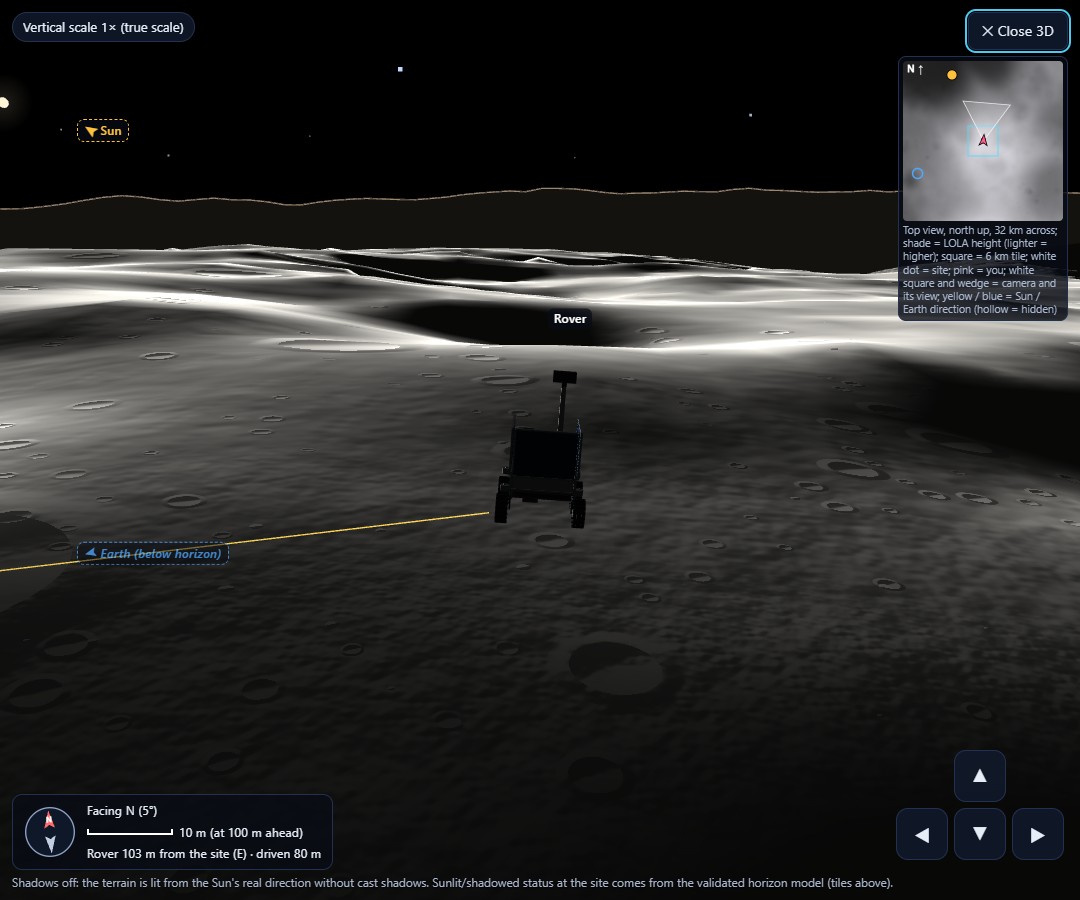 Vertical scale 1× (true scale)
✕ Close 3D
N ↑
Sun
Top view, north up, 32 km across;
shade = LOLA height (lighter =
higher); square = 6 km tile; white
dot = site; pink = you; white
square and wedge = camera and
its view; yellow / blue = Sun /
Earth direction (hollow = hidden)
Rover
Earth (below horizon)
Facing N (5°)
10 m (at 100 m ahead)
Rover 103 m from the site (E) · driven 80 m
Shadows off: the terrain is lit from the Sun's real direction without cast shadows. Sunlit/shadowed status at the site comes from the validated horizon model (tiles above).